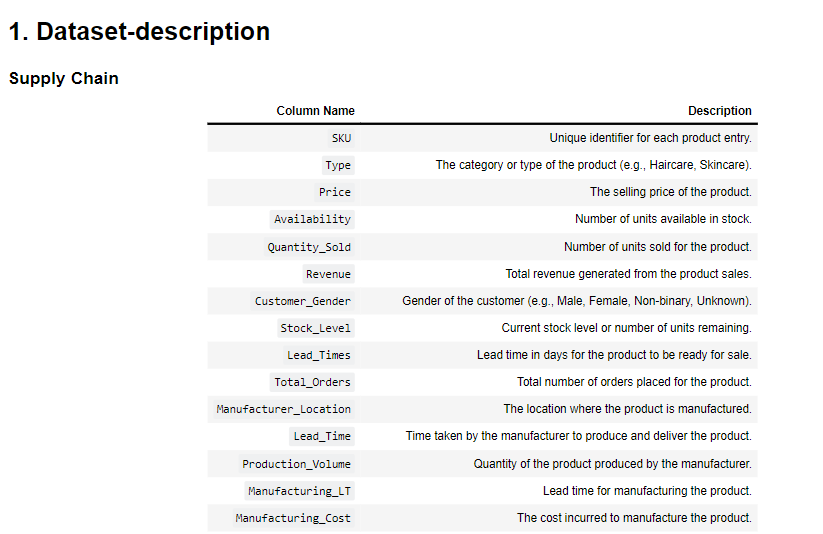 1. Dataset-description
Supply Chain
Column Name Description
SKU Unique identifier for each product entry.
Type The category or type of the product (e.g., Haircare, Skincare).
Price The selling price of the product.
Availability Number of units available in stock.
Quantity_Sold Number of units sold for the product.
Revenue Total revenue generated from the product sales.
Customer_Gender Gender of the customer (e.g., Male, Female, Non-binary, Unknown).
Stock_Level Current stock level or number of units remaining.
Lead_Times Lead time in days for the product to be ready for sale.
Total_Orders Total number of orders placed for the product.
Manufacturer_Location The location where the product is manufactured.
Lead_Time Time taken by the manufacturer to produce and deliver the product.
Production_Volume Quantity of the product produced by the manufacturer.
Manufacturing_LT Lead time for manufacturing the product.
Manufacturing_Cost The cost incurred to manufacture the product.